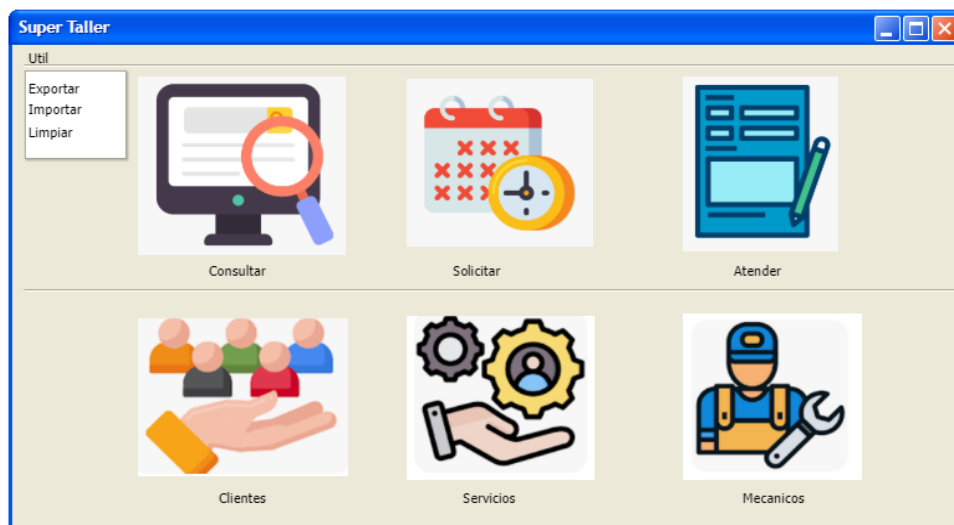 Super Taller
Util
Exportar
Importar
Limpiar
Consultar
Solicitar
Atender
Clientes
Servicios
Mecanicos